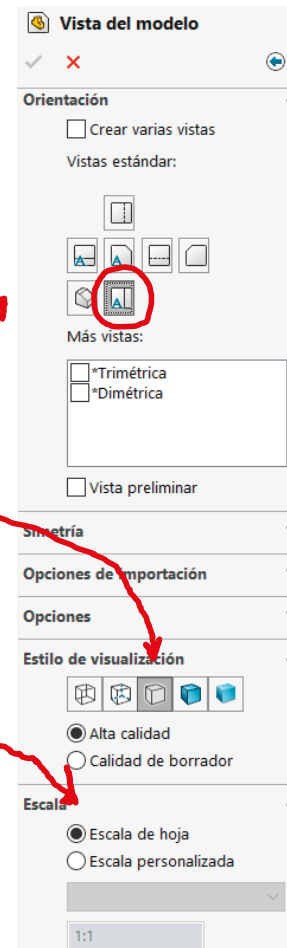 Vista del modelo
Orientación
Crear varias vistas
Vistas estándar:
A A
A
Más vistas:
*Trimétrica
*Dimétrica
Vista preliminar
Simetría
Opciones de importación
Opciones
Estilo de visualización
Alta calidad
Calidad de borrador
Escala
Escala de hoja
Escala personalizada
1:1